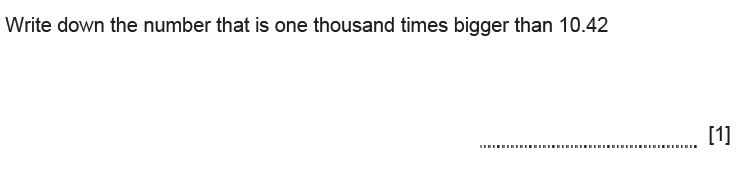 Write down the number that is one thousand times bigger than 10.42
[1]